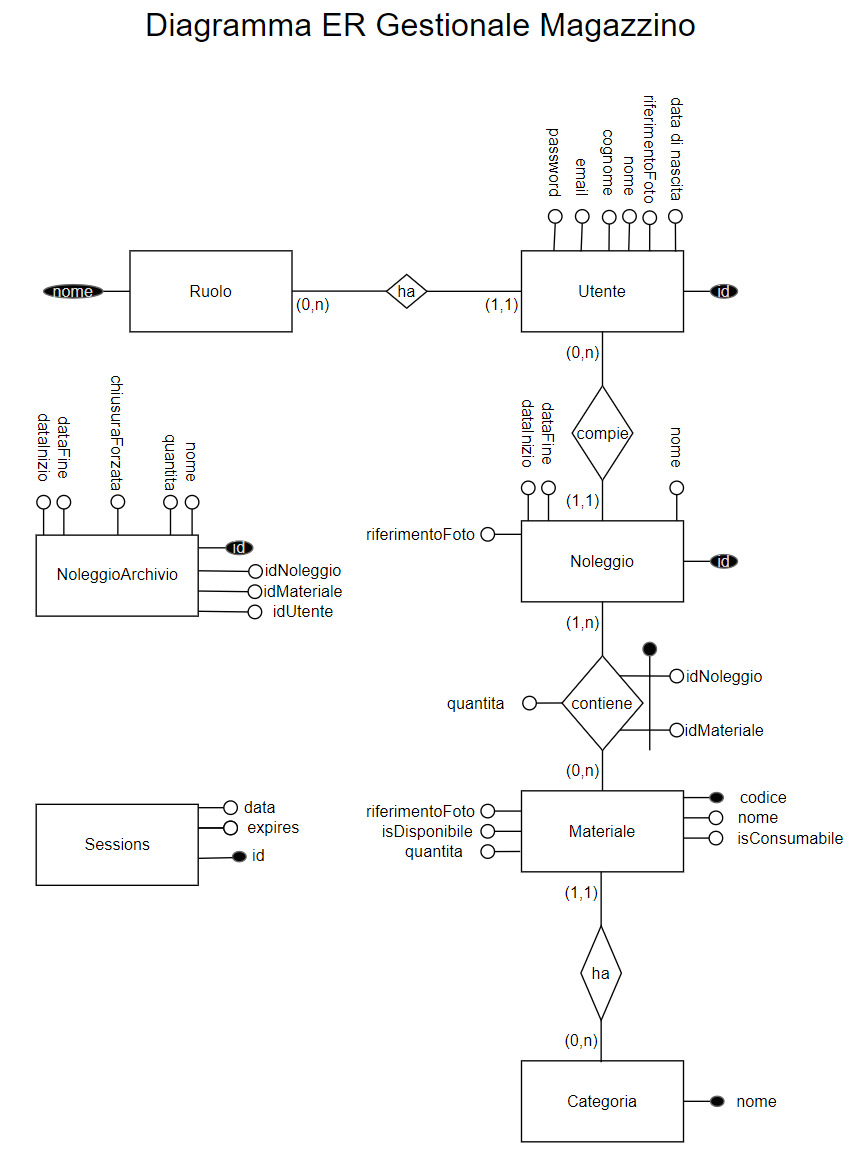 Diagramma ER Gestionale Magazzino
password
email
cognome
nome
riferimentoFoto
data di nascita
nome
Ruolo
(0,n)
ha
(1,1)
Utente
id
(0,n)
compie
(1,1)
dataInizio
dataFine
chiusuraForzata
quantita
nome
NoleggioArchivio
id
idNoleggio
idMateriale
idUtente
dataInizio
dataFine
nome
riferimentoFoto
Noleggio
id
(1,n)
quantita
contiene
idNoleggio
idMateriale
(0,n)
Sessions
data
expires
id
riferimentoFoto
isDisponibile
quantita
Materiale
codice
nome
isConsumabile
(1,1)
ha
(0,n)
Categoria
nome